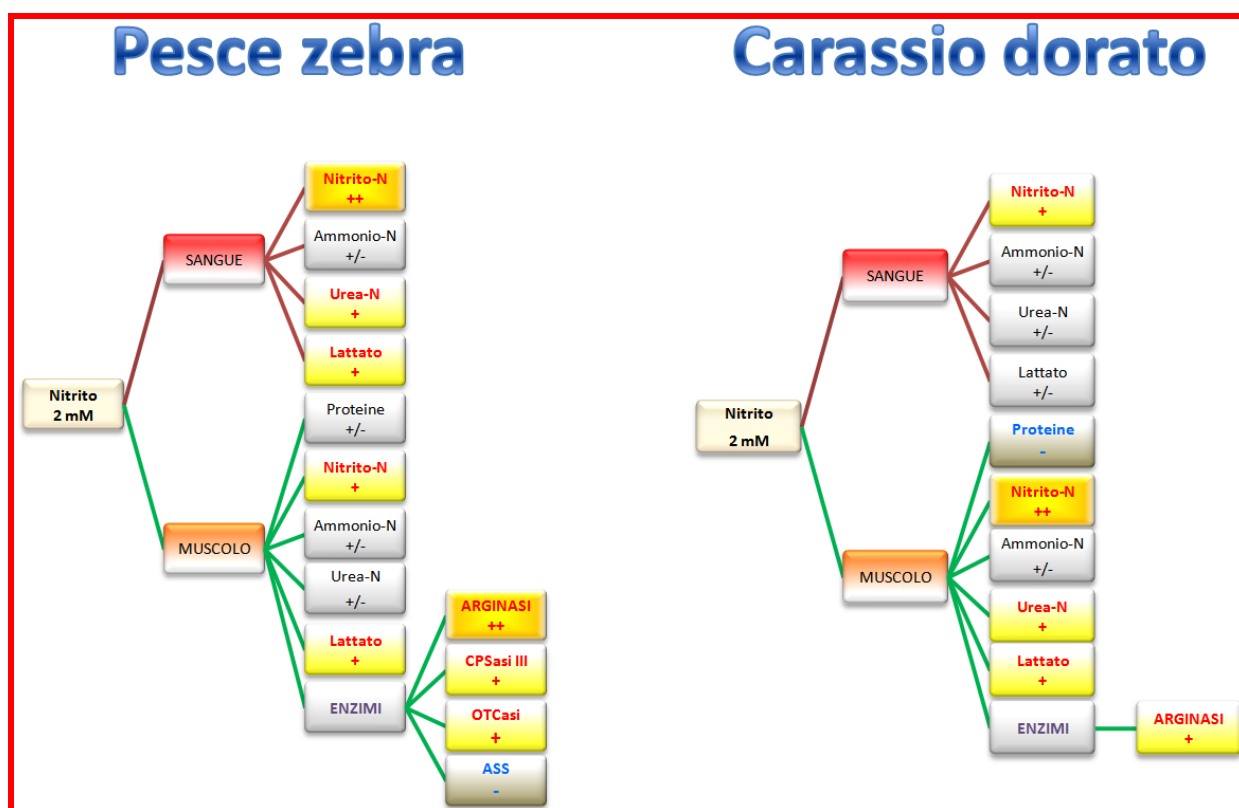 Pesce zebra
Nitrito
2 mM
SANGUE
Nitrito-N
++
Ammonio-N
+/-
Urea-N
+
Lattato
+
MUSCOLO
Proteine
+/-
Nitrito-N
+
Ammonio-N
+/-
Urea-N
+/-
Lattato
+
ENZIMI
ARGINASI
++
CPSasi III
+
OTCasi
+
ASS
-
Carassio dorato
Nitrito
2 mM
SANGUE
Nitrito-N
+
Ammonio-N
+/-
Urea-N
+/-
Lattato
+/-
MUSCOLO
Proteine
-
Nitrito-N
++
Ammonio-N
+/-
Urea-N
+
Lattato
+
ENZIMI
ARGINASI
+